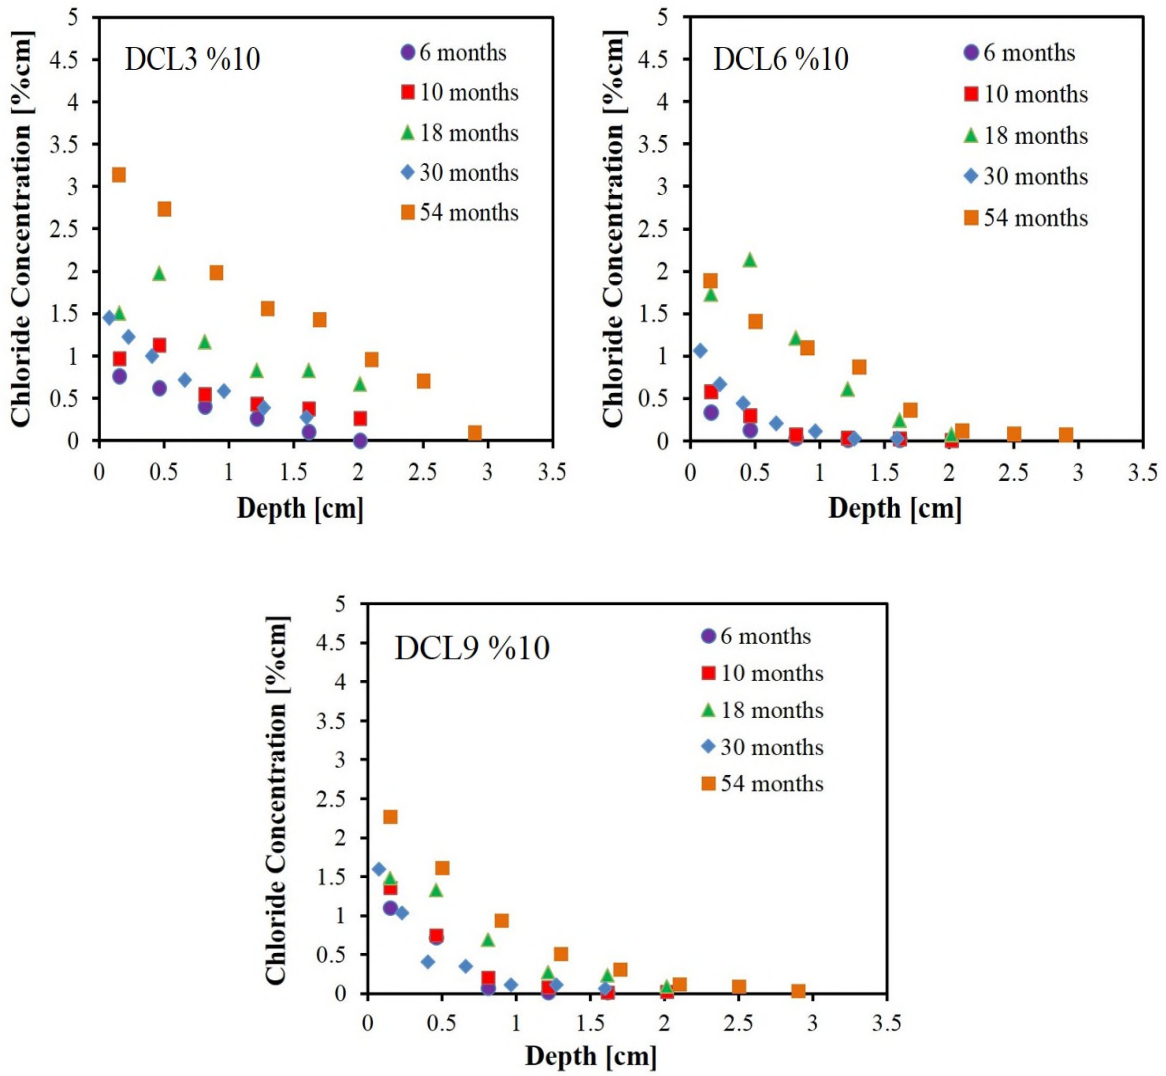 DCL3 %10
6 months
10 months
18 months
30 months
54 months
Chloride Concentration [%cm]
5
4.5
4
3.5
3
2.5
2
1.5
1
0.5
0
0 0.5 1 1.5 2 2.5 3 3.5
Depth [cm]
DCL6 %10
6 months
10 months
18 months
30 months
54 months
Chloride Concentration [%cm]
5
4.5
4
3.5
3
2.5
2
1.5
1
0.5
0
0 0.5 1 1.5 2 2.5 3 3.5
Depth [cm]
DCL9 %10
6 months
10 months
18 months
30 months
54 months
Chloride Concentration [%cm]
5
4.5
4
3.5
3
2.5
2
1.5
1
0.5
0
0 0.5 1 1.5 2 2.5 3 3.5
Depth [cm]